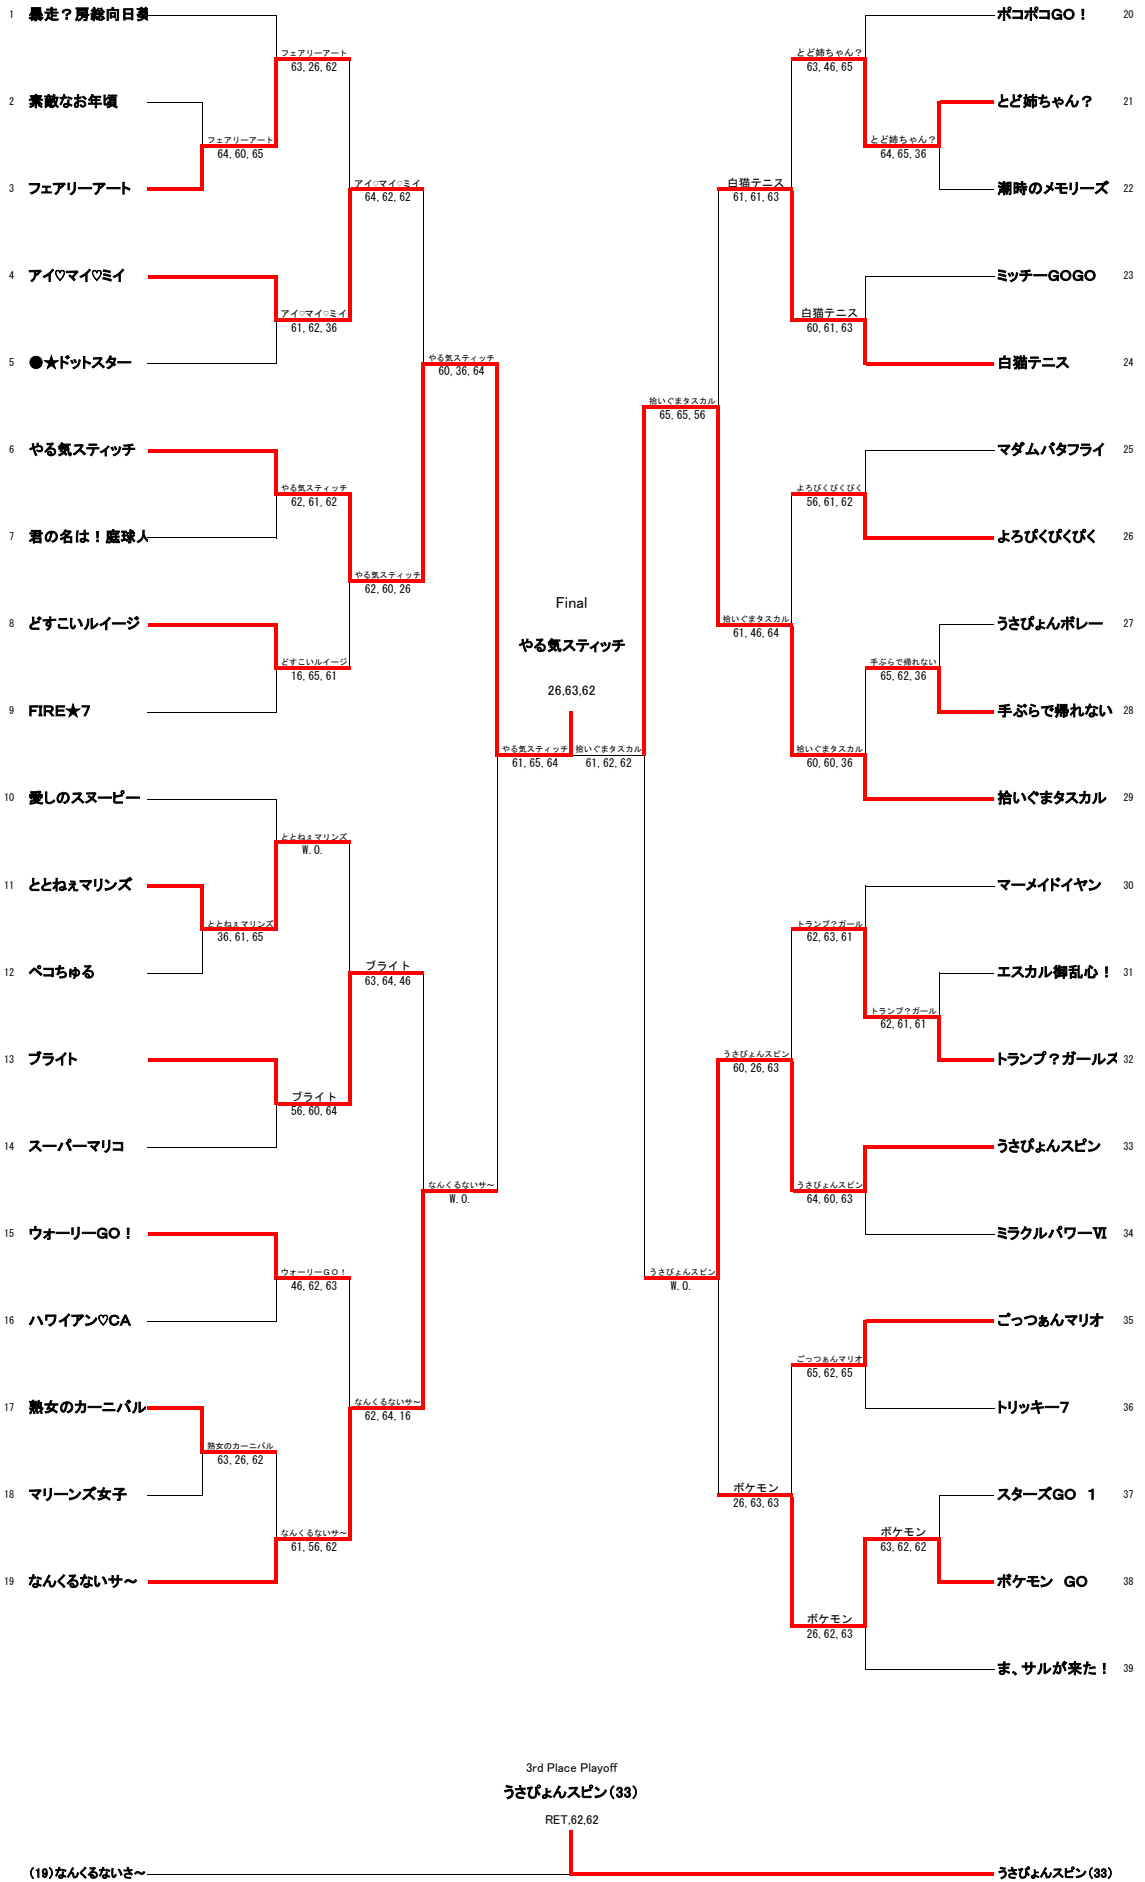 1 暴走？房総向日葵
ポコポコGO！ 20
フェアリーアート
63, 26, 62
とど姉ちゃん？
63, 46, 65
2 素敵なお年頃
とど姉ちゃん？ 21
フェアリーアート
64, 60, 65
とど姉ちゃん？
64, 65, 36
3 フェアリーアート
潮時のメモリーズ 22
アイ♡マイ♡ミイ
64, 62, 62
白猫テニス
61, 61, 63
4 アイ♡マイ♡ミイ
ミッチーGOGO 23
アイ♡マイ♡ミイ
61, 62, 36
白猫テニス
60, 61, 63
5 ●★ドットスター
白猫テニス 24
やる気スティッチ
60, 36, 64
拾いぐまタスカル
65, 65, 56
6 やる気スティッチ
マダムバタフライ 25
やる気スティッチ
62, 61, 62
よろぴくぴくぴく
56, 61, 62
7 君の名は！庭球人
よろぴくぴくぴく 26
やる気スティッチ
62, 60, 26
Final
8 どすこいルイージ
うさぴょんボレー 27
拾いぐまタスカル
61, 46, 64
やる気スティッチ
どすこいルイージ
16, 65, 61
手ぶらで帰れない
65, 62, 36
26,63,62
9 FIRE★7
手ぶらで帰れない 28
やる気スティッチ
61, 65, 64
拾いぐまタスカル
61, 62, 62
拾いぐまタスカル
60, 60, 36
10 愛しのスヌーピー
拾いぐまタスカル 29
ととねぇマリンズ
W.O.
11 ととねぇマリンズ
マーメイドイヤン 30
ととねぇマリンズ
36, 61, 65
トランプ？ガール
62, 63, 61
12 ペコちゅる
エスカル御乱心！ 31
ブライト
63, 64, 46
トランプ？ガール
62, 61, 61
13 ブライト
トランプ？ガールズ 32
うさぴょんスピン
60, 26, 63
ブライト
56, 60, 64
14 スーパーマリコ
うさぴょんスピン 33
なんくるないサ～
W.O.
うさぴょんスピン
64, 60, 63
15 ウォーリーGO！
ミラクルパワーⅥ 34
ウォーリーGO！
46, 62, 63
うさぴょんスピン
W.O.
16 ハワイアン♡CA
ごっつぁんマリオ 35
ごっつぁんマリオ
65, 62, 65
17 熟女のカーニバル
トリッキー7 36
なんくるないサ～
62, 64, 16
熟女のカーニバル
63, 26, 62
18 マリーンズ女子
スターズGO　1 37
ポケモン
26, 63, 63
なんくるないサ～
61, 56, 62
ポケモン
63, 62, 62
19 なんくるないサ～
ポケモン　GO 38
ポケモン
26, 62, 63
ま、サルが来た！ 39
3rd Place Playoff
うさぴょんスピン（33）
RET,62,62
（19）なんくるないさ～
うさぴょんスピン（33）